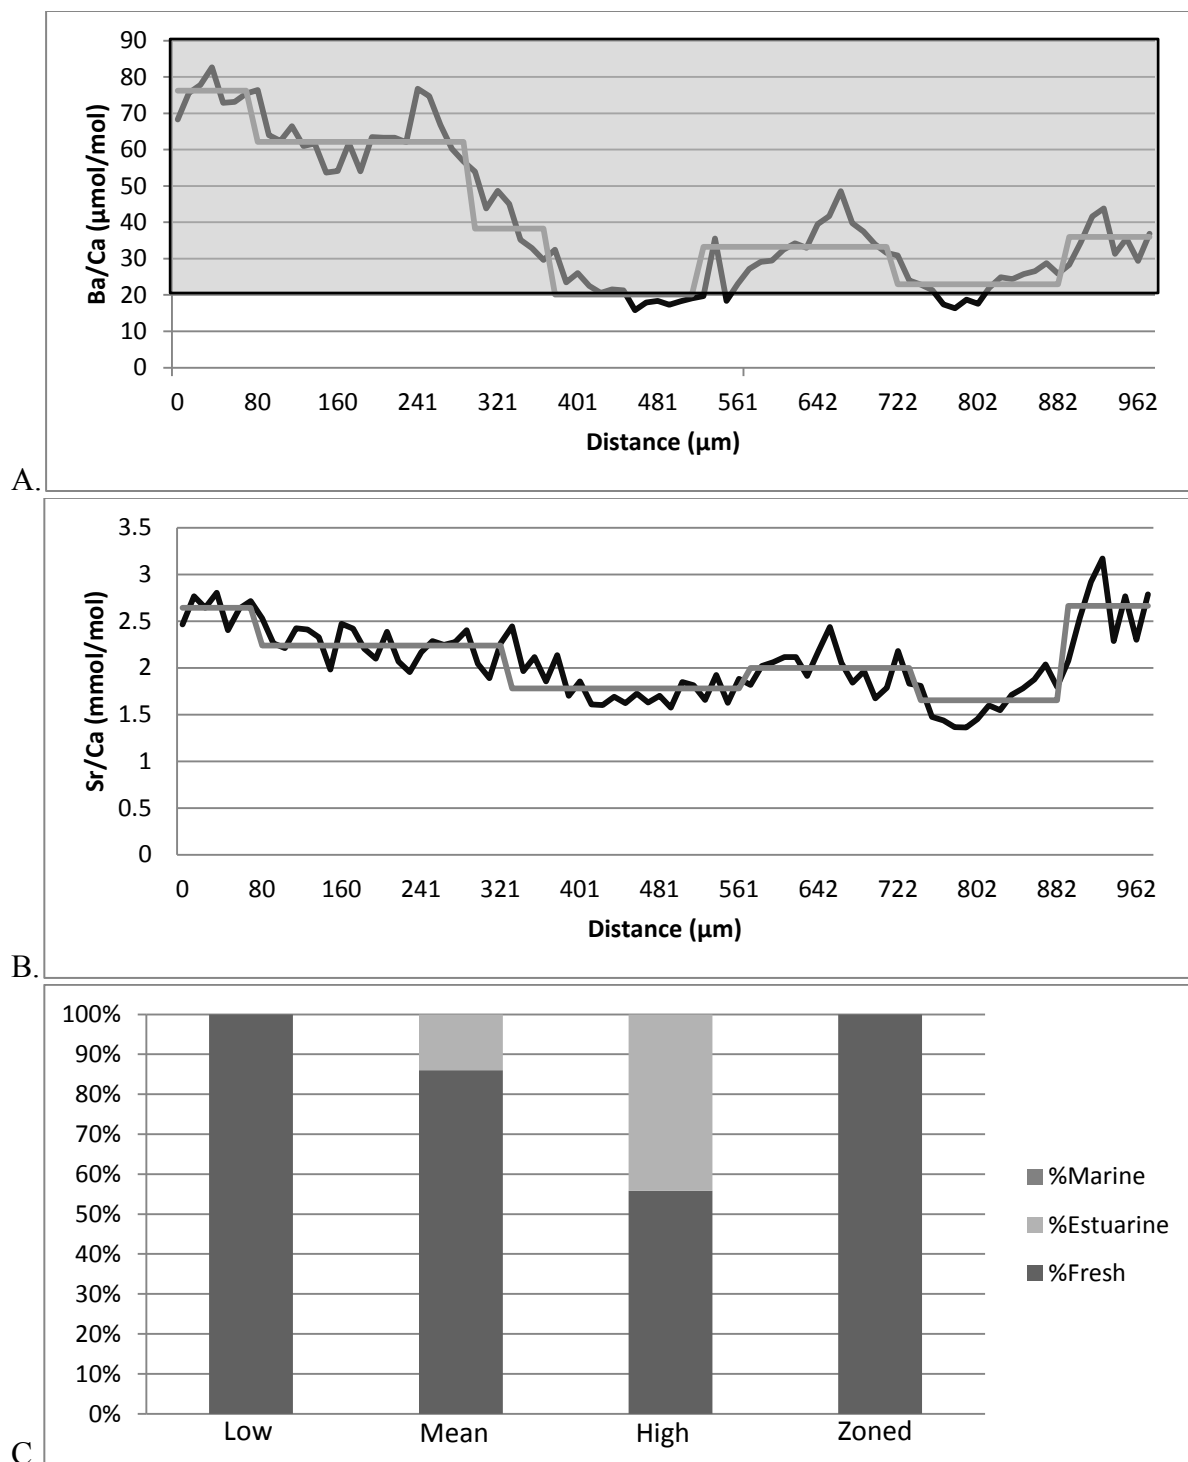 90
80
70
60
50
40
30
20
10
0
Ba/Ca (µmol/mol)
0 80 160 241 321 401 481 561 642 722 802 882 962
Distance (µm)
A.
3.5
3
2.5
2
1.5
1
0.5
0
Sr/Ca (mmol/mol)
0 80 160 241 321 401 481 561 642 722 802 882 962
Distance (µm)
B.
100%
90%
80%
70%
60%
50%
40%
30%
20%
10%
0%
%Marine
%Estuarine
%Fresh
Low Mean High Zoned
C